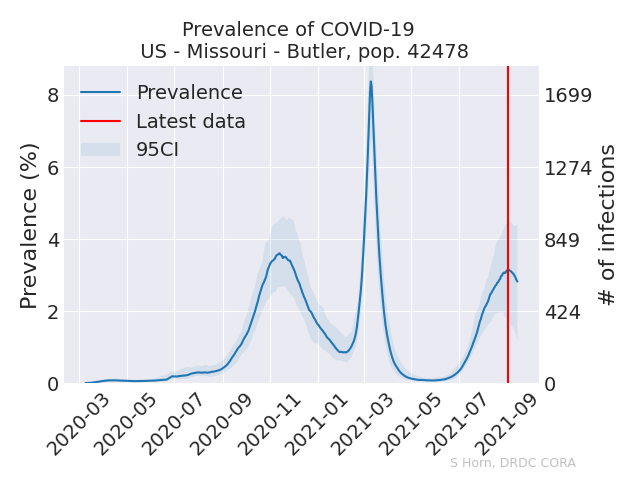 Prevalence of COVID-19
US - Missouri - Butler, pop. 42478
Prevalence
Latest data
95CI
Prevalence (%)
8
6
4
2
0
1699
1274
849
424
0
# of infections
2020-03
2020-05
2020-07
2020-09
2020-11
2021-01
2021-03
2021-05
2021-07
2021-09
S Horn, DRDC CORA